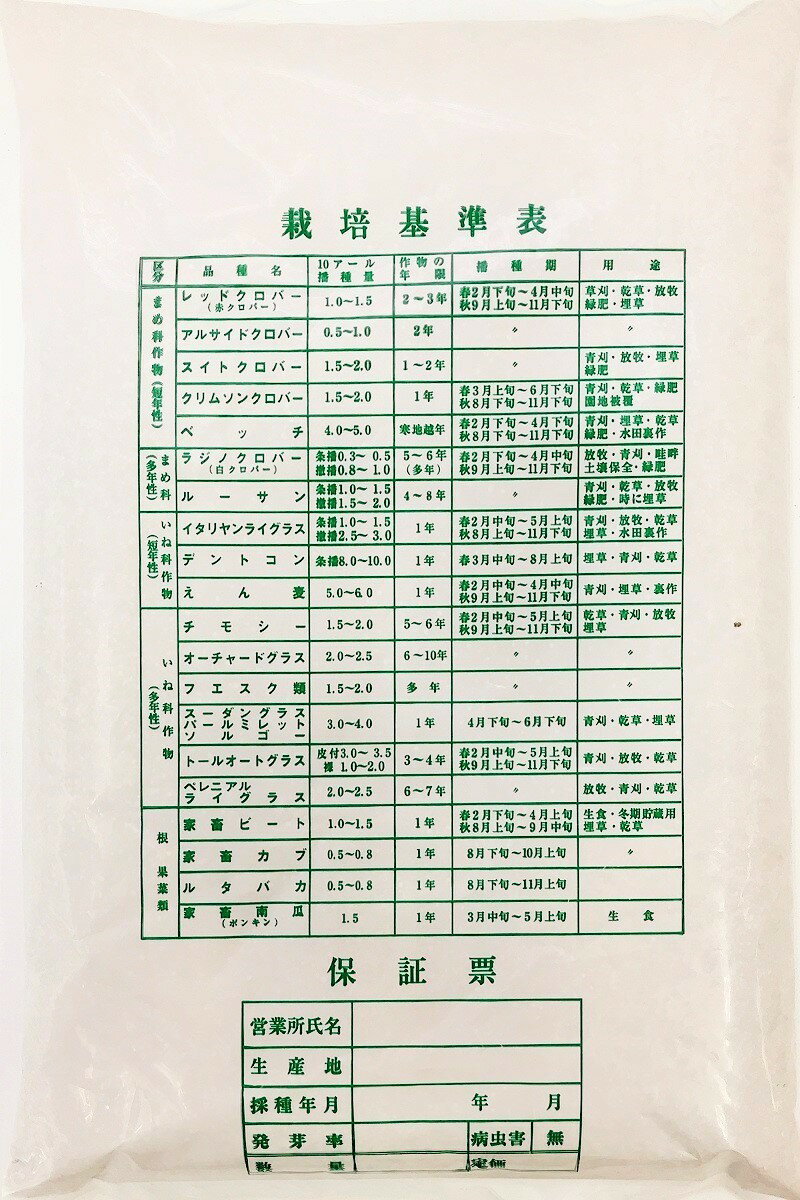 栽培基準表
区分 品種名 10アール播種量 作物の年限 播種期 用途
まめ科作物(短年性)
レッドクロバー(赤クロバー) 1.0〜1.5 2〜3年 春2月下旬〜4月中旬 秋9月上旬〜11月下旬 草刈・乾草・放牧 緑肥・埋草
アルサイドクロバー 0.5〜1.0 2年 〃 〃
スイトクロバー 1.5〜2.0 1〜2年 〃 青刈・放牧・埋草 緑肥
クリムソンクロバー 1.5〜2.0 1年 春3月上旬〜6月下旬 秋8月下旬〜11月下旬 青刈・乾草・緑肥 園地被覆
ベッチ 4.0〜5.0 寒地越年 春2月下旬〜4月下旬 秋8月下旬〜11月下旬 青刈・埋草・乾草 緑肥・水田裏作
まめ科(多年性)
ラジノクロバー(白クロバー) 条播0.3〜0.5 撤播0.8〜1.0 5〜6年(多年) 春2月下旬〜4月中旬 秋9月上旬〜11月下旬 放牧・青刈・畦畔 土壌保全・緑肥
ルーサン 条播1.0〜1.5 撤播1.5〜2.0 4〜8年 〃 青刈・乾草・放牧 緑肥・時に埋草
いね科作物(短年性)
イタリヤンライグラス 条播1.0〜1.5 撤播2.5〜3.0 1年 春2月中旬〜5月上旬 秋8月上旬〜11月下旬 青刈・放牧・乾草 埋草・水田裏作
デントコン 条播8.0〜10.0 1年 春3月中旬〜8月上旬 埋草・青刈・乾草
えん麦 5.0〜6.0 1年 春2月中旬〜4月中旬 秋9月上旬〜11月下旬 青刈・埋草・裏作
いね科作物(多年性)
チモシー 1.5〜2.0 5〜6年 春2月中旬〜5月上旬 秋9月上旬〜11月下旬 乾草・青刈・放牧 埋草
オーチャードグラス 2.0〜2.5 6〜10年 〃 〃
フエスク類 1.5〜2.0 多年 〃 〃
スーダングラス パールミレット ソルゴー 3.0〜4.0 1年 4月下旬〜6月下旬 青刈・乾草・埋草
トールオートグラス 皮付3.0〜3.5 裸1.0〜2.0 3〜4年 春2月中旬〜5月上旬 秋9月上旬〜11月下旬 青刈・放牧・乾草
ペレニアルライグラス 2.0〜2.5 6〜7年 〃 放牧・青刈・乾草
根果菜類
家畜ビート 1.0〜1.5 1年 春2月下旬〜4月上旬 秋8月上旬〜9月中旬 生食・冬期貯蔵用 埋草・乾草
家畜カブ 0.5〜0.8 1年 8月下旬〜10月上旬 〃
ルタバカ 0.5〜0.8 1年 8月下旬〜11月上旬
家畜南瓜(ポンキン) 1.5 1年 3月中旬〜5月上旬 生食
保証票
営業所氏名
生産地
採種年月 年 月
発芽率 病虫害 無
数量 定価